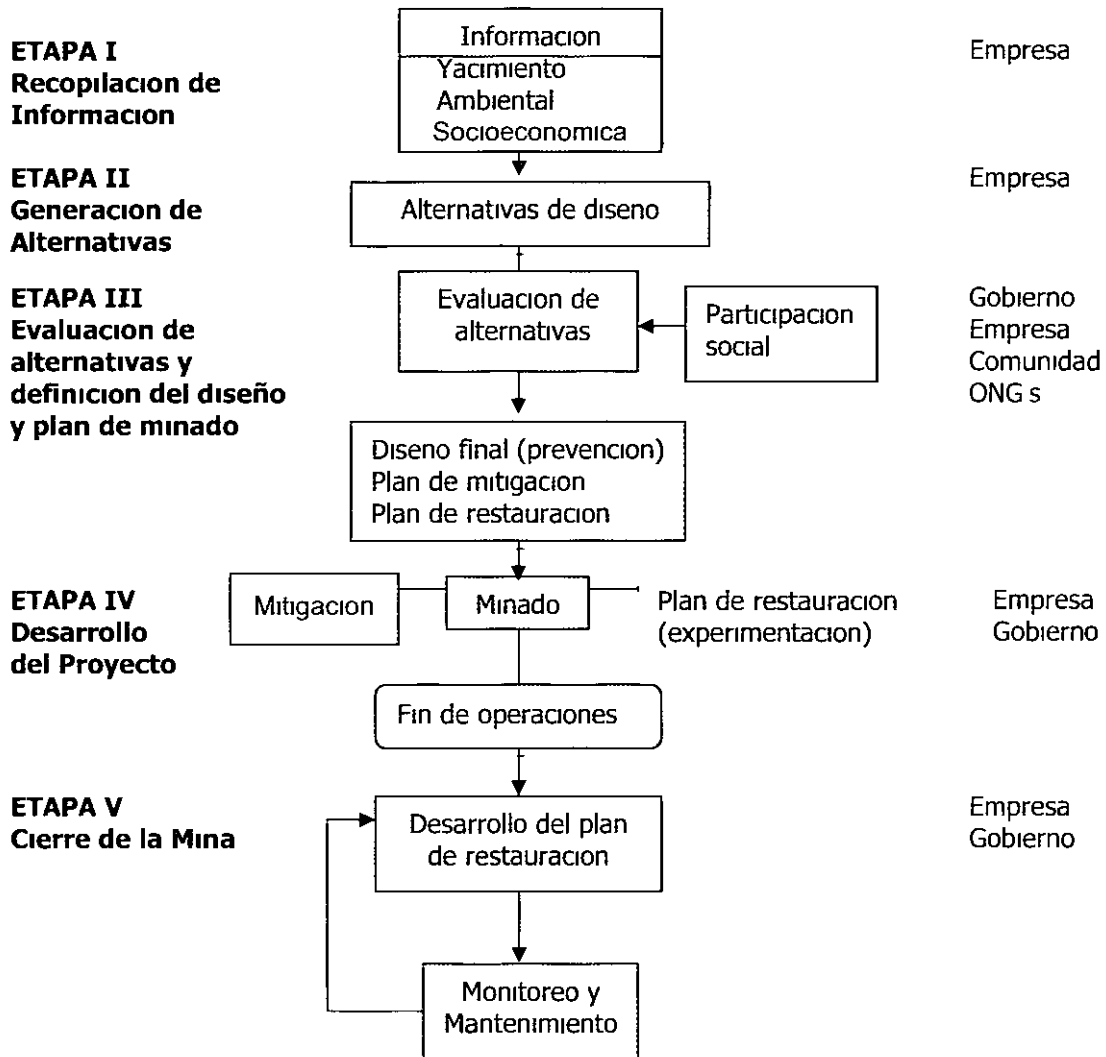 ETAPA I
Recopilacion de
Informacion
Informacion
Yacimiento
Ambiental
Socioeconomica
Empresa
ETAPA II
Generacion de
Alternativas
Alternativas de diseno
Empresa
ETAPA III
Evaluacion de
alternativas y
definicion del diseño
y plan de minado
Evaluacion de
alternativas
Participacion
social
Gobierno
Empresa
Comunidad
ONG s
Diseno final (prevencion)
Plan de mitigacion
Plan de restauracion
ETAPA IV
Desarrollo
del Proyecto
Mitigacion
Minado
Plan de restauracion
(experimentacion)
Empresa
Gobierno
Fin de operaciones
ETAPA V
Cierre de la Mina
Desarrollo del plan
de restauracion
Empresa
Gobierno
Monitoreo y
Mantenimiento